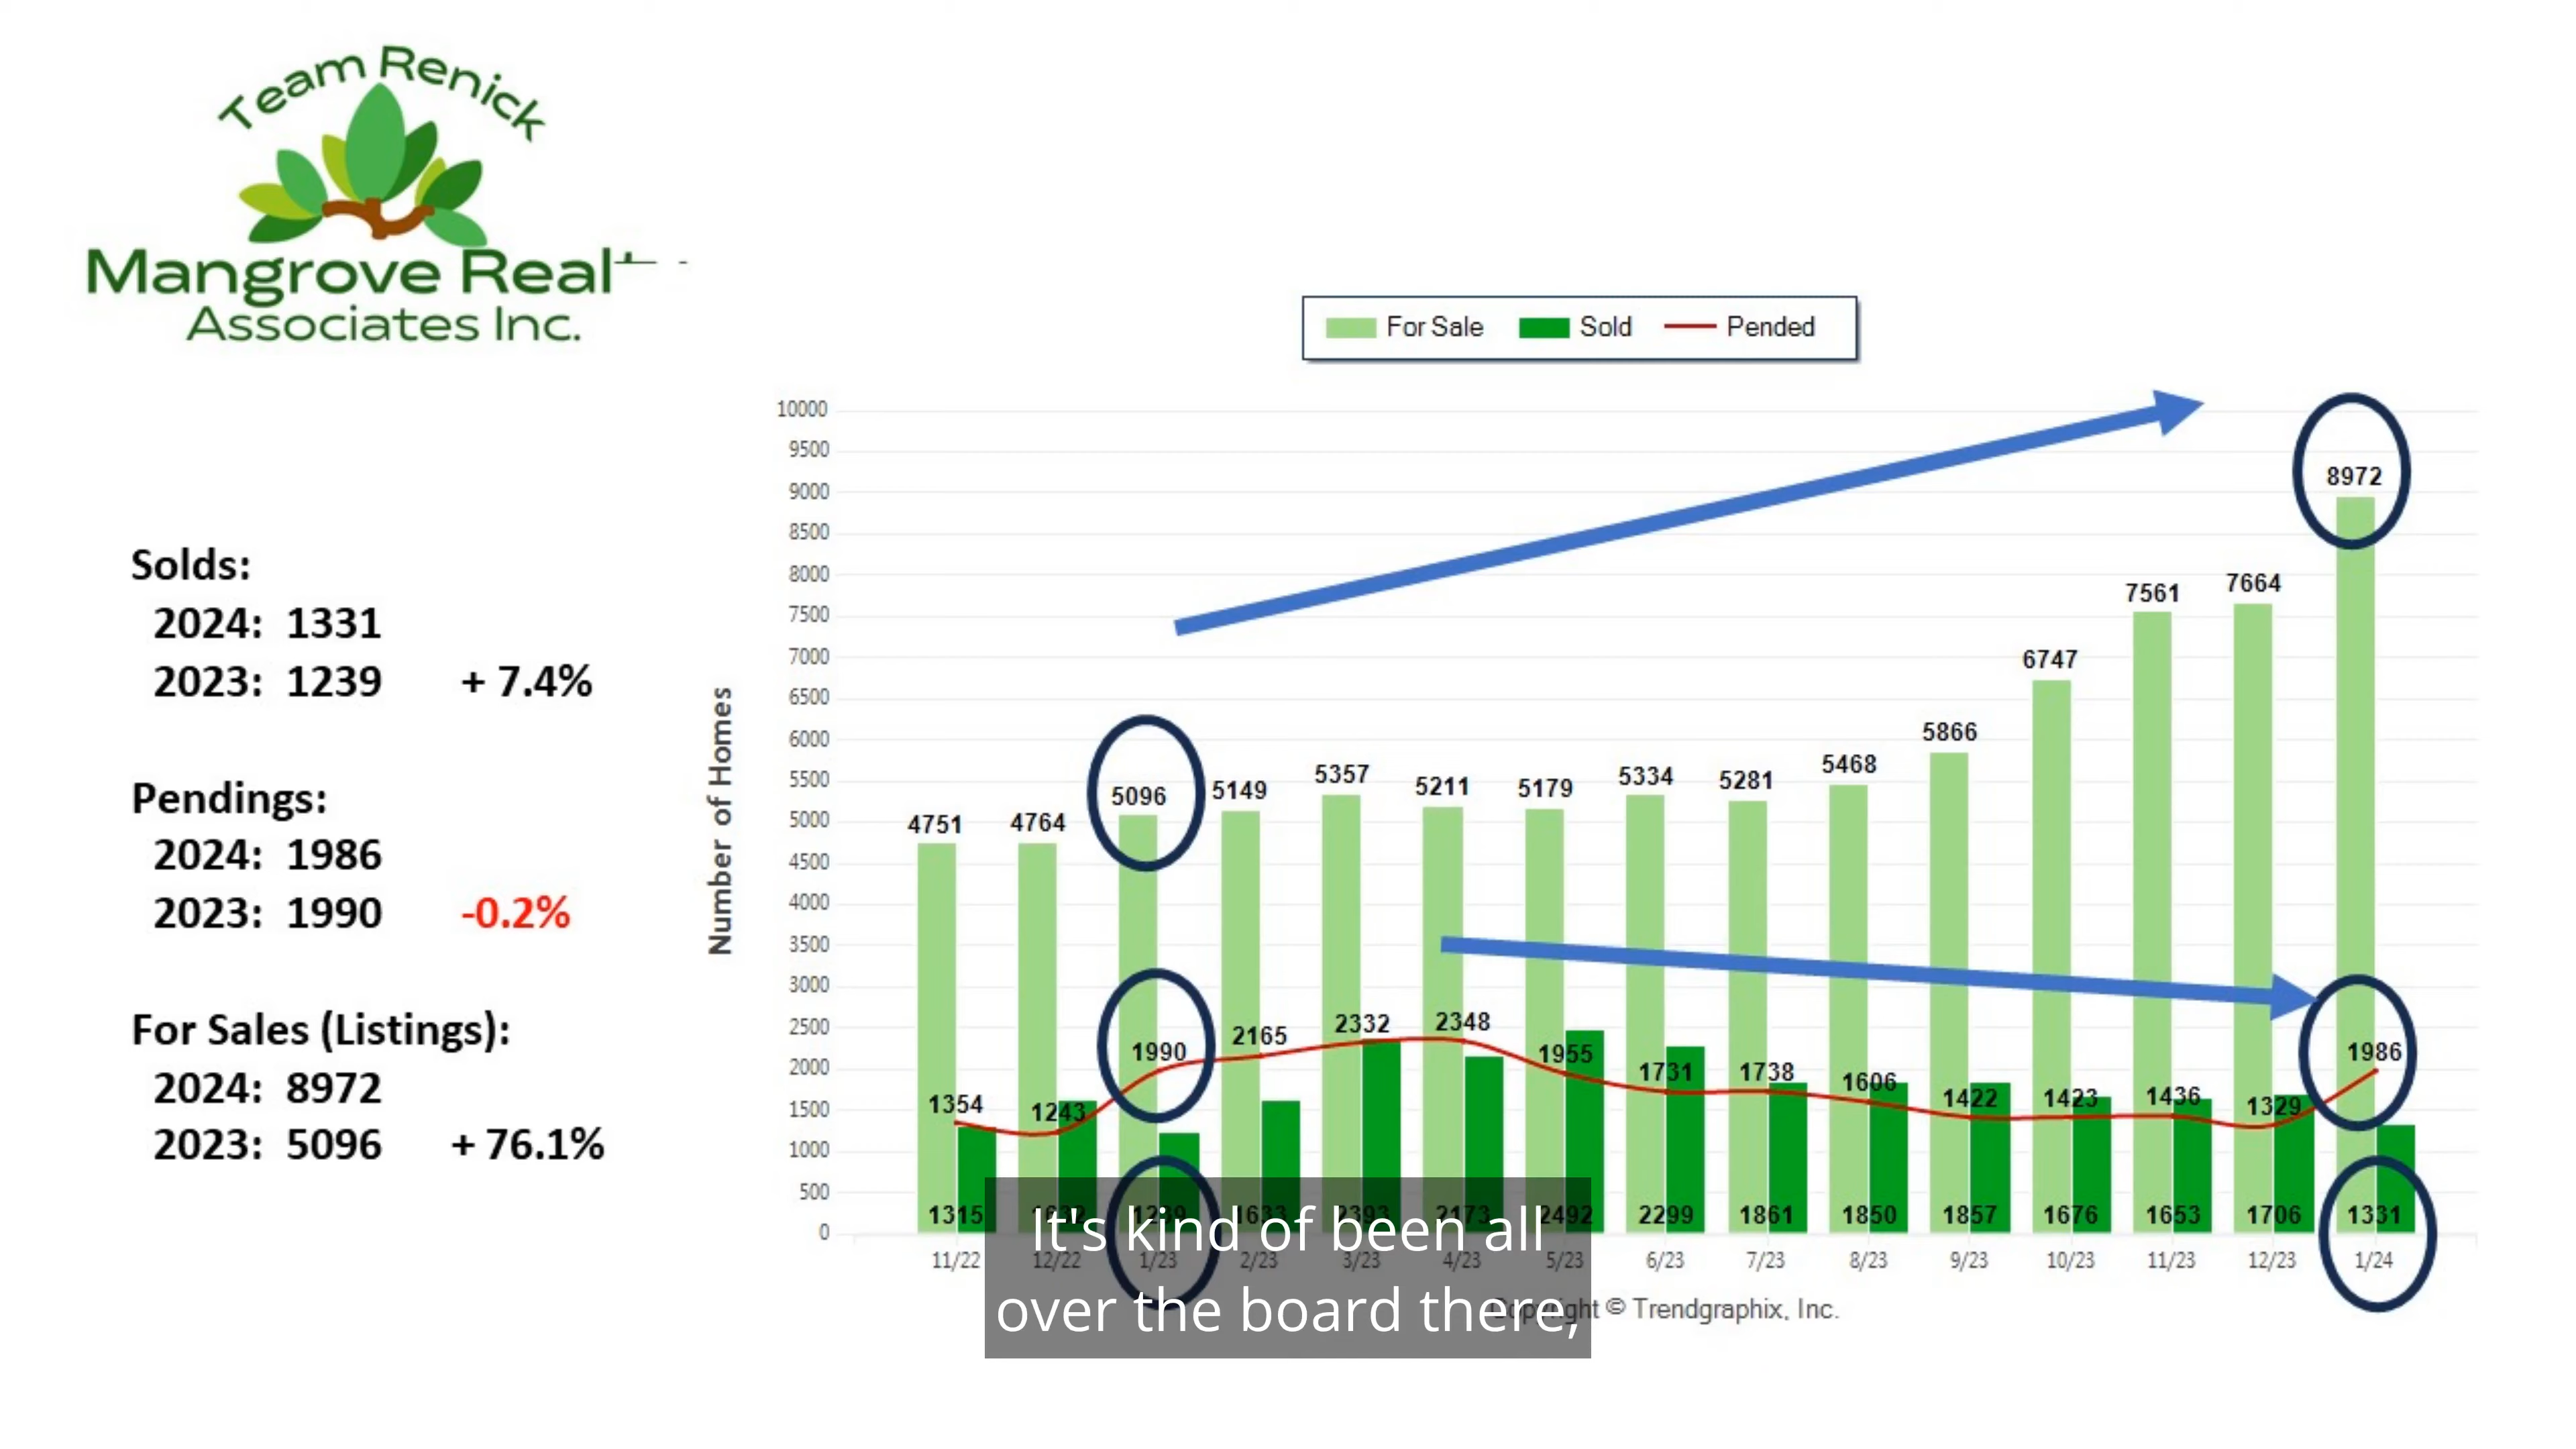 Team Renick
Mangrove Realt
Associates Inc.
For Sale Sold Pended
Solds:
2024: 1331
2023: 1239 + 7.4%
Pendings:
2024: 1986
2023: 1990 -0.2%
For Sales (Listings):
2024: 8972
2023: 5096 + 76.1%
Number of Homes
10000
9500
9000
8500
8000
7500
7000
6500
6000
5500
5000
4500
4000
3500
3000
2500
2000
1500
1000
500
0
4751 4764 5096 5149 5357 5211 5179 5334 5281 5468 5866 6747 7561 7664 8972
1354 1243 1990 2165 2332 2348 1955 1731 1738 1606 1422 1423 1436 1329 1986
1315 1239 1633 2393 2173 2492 2299 1861 1850 1857 1676 1653 1706 1331
11/22 12/22 1/23 2/23 3/23 4/23 5/23 6/23 7/23 8/23 9/23 10/23 11/23 12/23 1/24
Copyright © Trendgraphix, Inc.
It's kind of been all
over the board there,